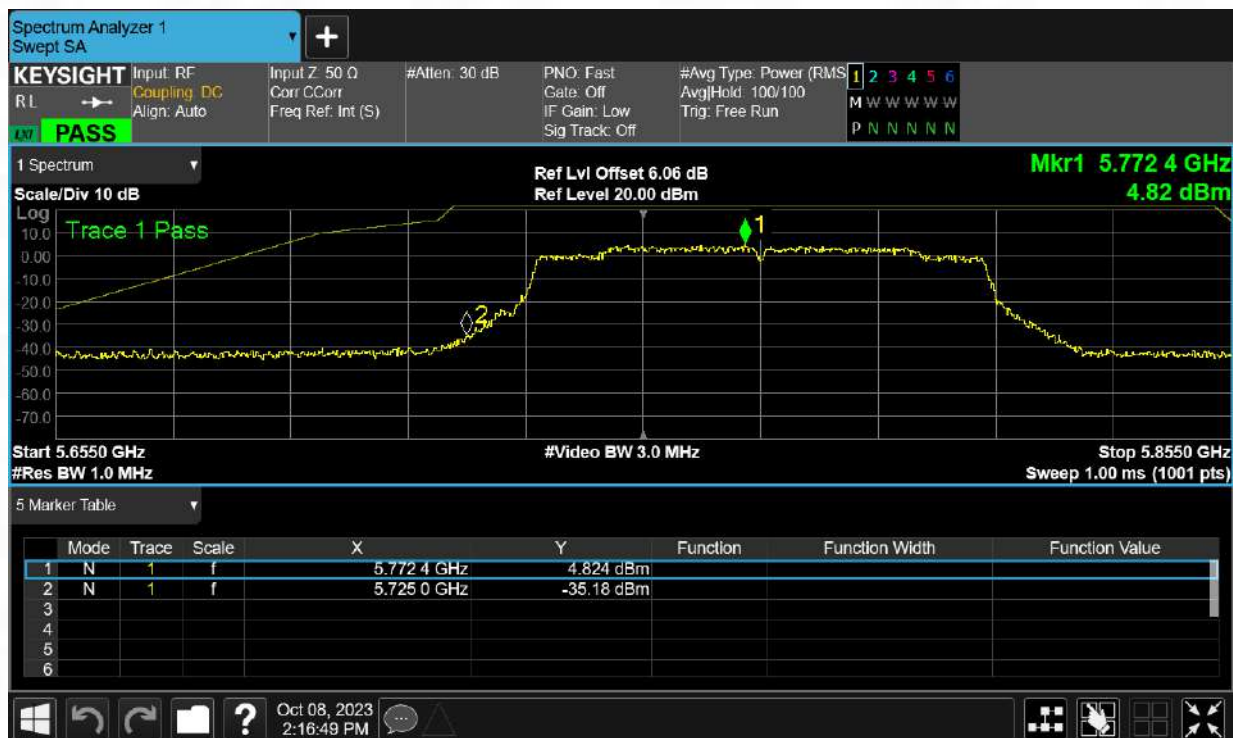 Spectrum Analyzer 1
Swept SA
+
KEYSIGHT Input: RF Input Z: 50 Ω #Atten: 30 dB PNO: Fast #Avg Type: Power (RMS 1 2 3 4 5 6
RL Coupling: DC Corr CCorr Gate: Off Avg|Hold: 100/100 M W W W W W
Align: Auto Freq Ref: Int (S) IF Gain: Low Trig: Free Run
LXI PASS Sig Track: Off P N N N N N
1 Spectrum Ref Lvl Offset 6.06 dB Mkr1 5.772 4 GHz
Scale/Div 10 dB Ref Level 20.00 dBm 4.82 dBm
Log
Trace 1 Pass
1
2
10.0
0.00
-10.0
-20.0
-30.0
-40.0
-50.0
-60.0
-70.0
Start 5.6550 GHz #Video BW 3.0 MHz Stop 5.8550 GHz
#Res BW 1.0 MHz Sweep 1.00 ms (1001 pts)
5 Marker Table
Mode Trace Scale X Y Function Function Width Function Value
1 N 1 f 5.772 4 GHz 4.824 dBm
2 N 1 f 5.725 0 GHz -35.18 dBm
3
4
5
6
? Oct 08, 2023
2:16:49 PM